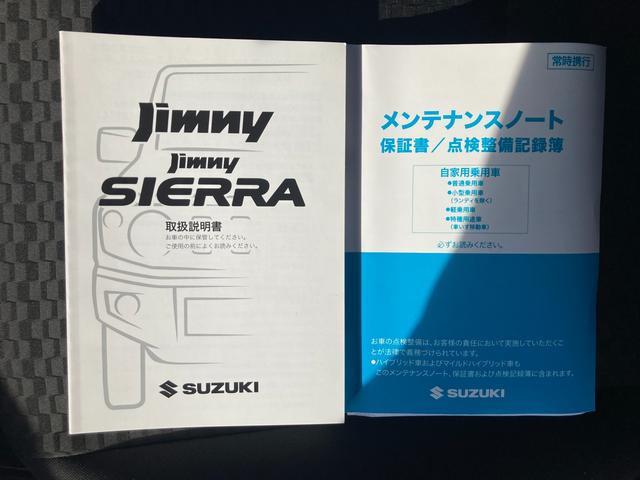 Jimny
Jimny
SIERRA
取扱説明書
お車の中に保管してください。
ご使用の前によくお読みください。
SUZUKI
常時携行
メンテナンスノート
保証書／点検整備記録簿
自家用乗用車
●普通乗用車
●小型乗用車
（ランディを除く）
●軽乗用車
●特種用途車
（車いす移動車）
必ずお読みください。
お車の点検整備は、お客様の責任において実施していただくこ
とが法律で義務づけられています。
●ハイブリッド車およびマイルドハイブリッド車も
このメンテナンスノート、保証書および点検記録簿に含まれます。
SUZUKI